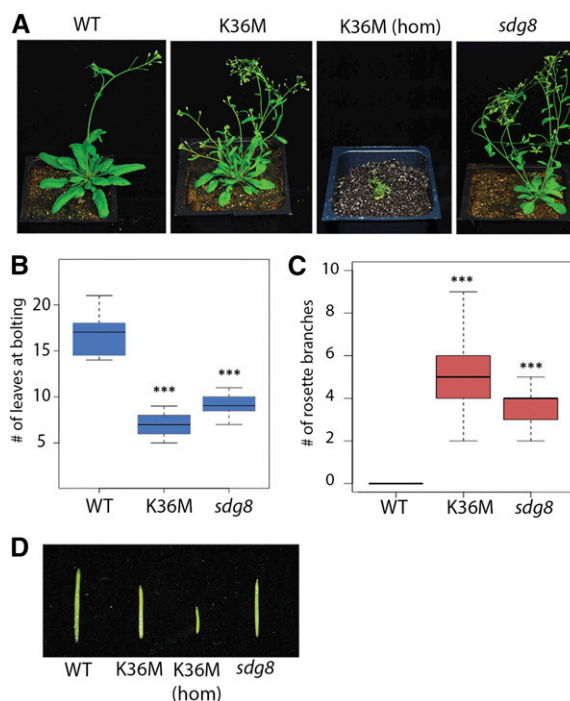 A
WT
K36M
K36M (hom)
sdg8
B
# of leaves at bolting
20
15
10
5
***
***
WT
K36M
sdg8
C
# of rosette branches
10
8
6
4
2
0
***
***
WT
K36M
sdg8
D
WT
K36M
K36M
(hom)
sdg8